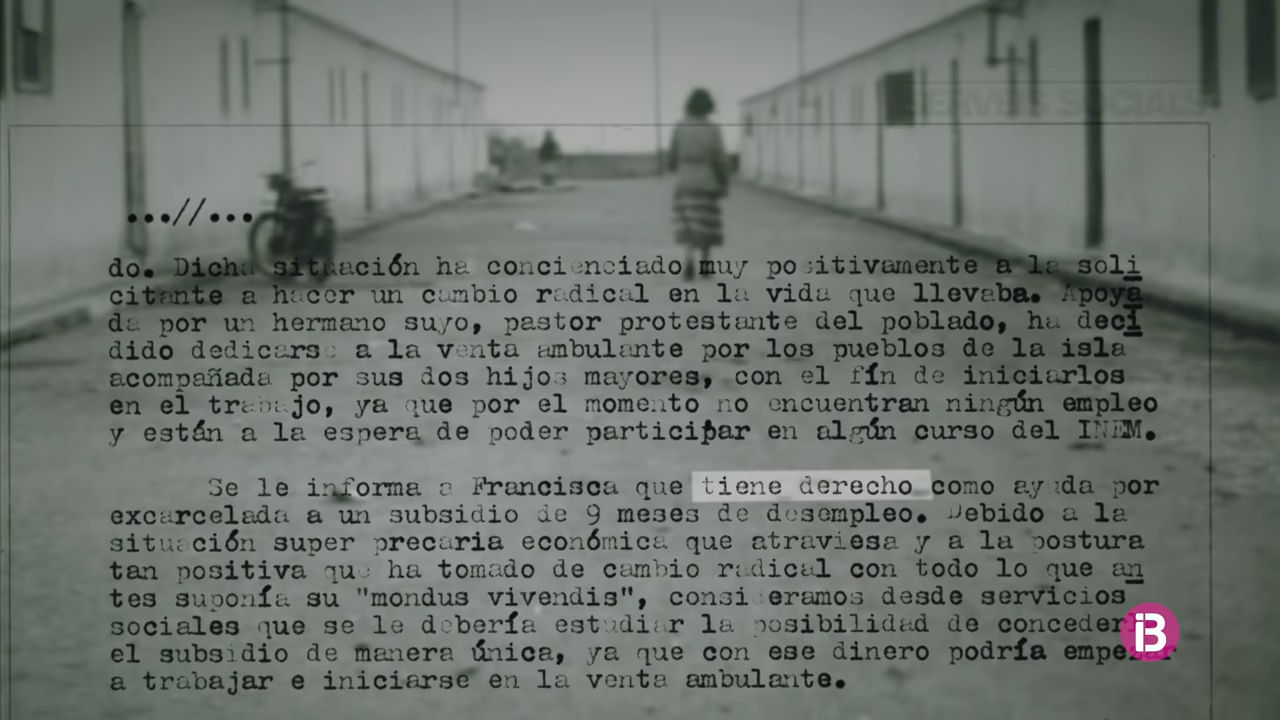 SERVEIS SOCIALS
...//...
do. Dicha situación ha concienciado muy positivamente a la soli
citante a hacer un cambio radical en la vida que llevaba. Apoya
da por un hermano suyo, pastor protestante del poblado, ha deci
dido dedicarse a la venta ambulante por los pueblos de la isla
acompañada por sus dos hijos mayores, con el fín de iniciarlos
en el trabajo, ya que por el momento no encuentran ningún empleo
y están a la espera de poder participar en algún curso del INEM.
Se le informa a Francisca que tiene derecho como ayuda por
excarcelada a un subsidio de 9 meses de desempleo. Debido a la
situación super precaria económica que atraviesa y a la postura
tan positiva que ha tomado de cambio radical con todo lo que an
tes suponía su "mondus vivendis", consideramos desde servicios
sociales que se le debería estudiar la posibilidad de conceder
el subsidio de manera única, ya que con ese dinero podría empezar
a trabajar e iniciarse en la venta ambulante.
iB